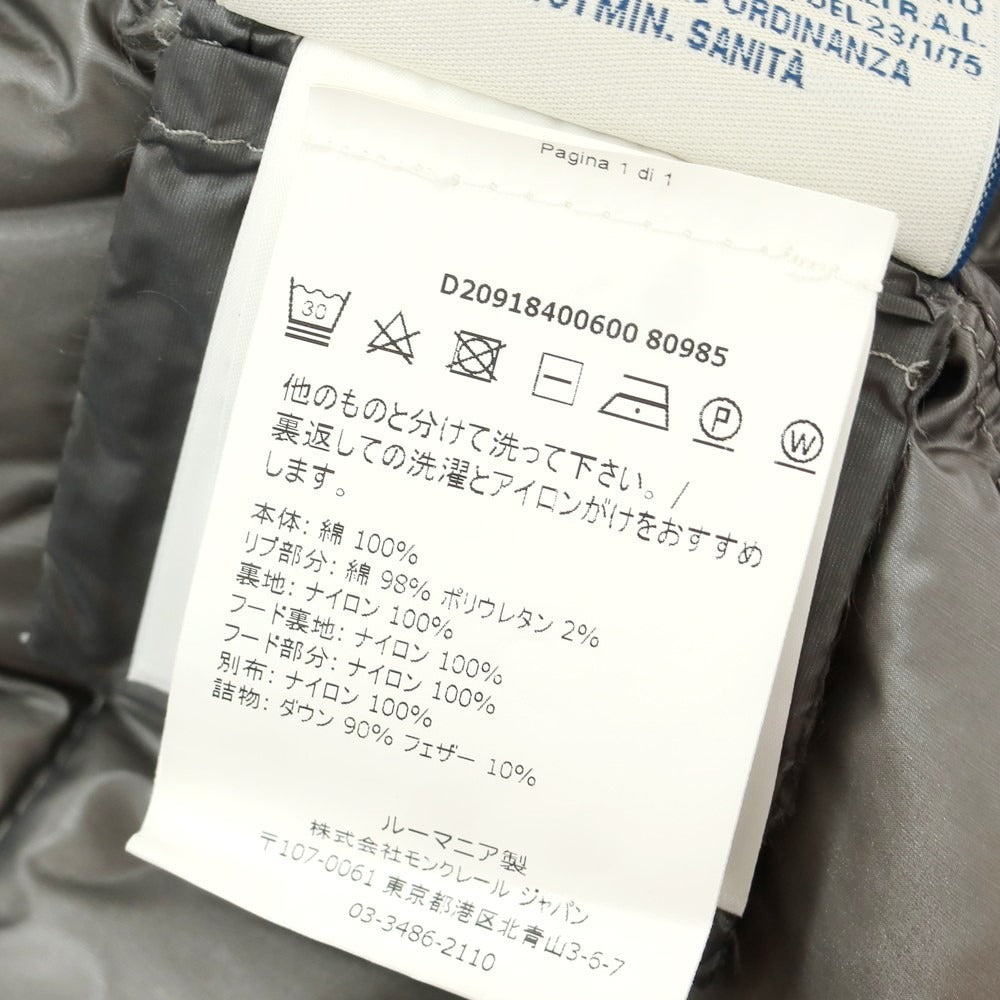 R.A.L.
DEL 23/1/75
ORDINANZA
MIN. SANITÀ
Pagina 1 di 1
D20918400600 80985
30
P
W
他のものと分けて洗って下さい。/
裏返しての洗濯とアイロンがけをおすすめ
します。
本体: 綿 100%
リブ部分: 綿 98% ポリウレタン 2%
裏地: ナイロン 100%
フード裏地: ナイロン 100%
フード部分: ナイロン 100%
別布: ナイロン 100%
詰物: ダウン 90% フェザー 10%
ルーマニア製
株式会社モンクレール ジャパン
〒107-0061 東京都港区北青山3-6-7
03-3486-2110